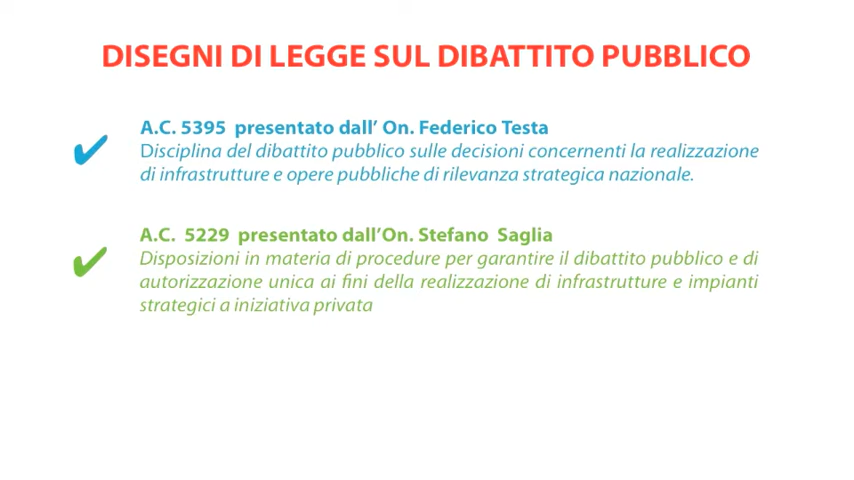 DISEGNI DI LEGGE SUL DIBATTITO PUBBLICO
A.C. 5395 presentato dall' On. Federico Testa
Disciplina del dibattito pubblico sulle decisioni concernenti la realizzazione
di infrastrutture e opere pubbliche di rilevanza strategica nazionale.
A.C. 5229 presentato dall'On. Stefano Saglia
Disposizioni in materia di procedure per garantire il dibattito pubblico e di
autorizzazione unica ai fini della realizzazione di infrastrutture e impianti
strategici a iniziativa privata